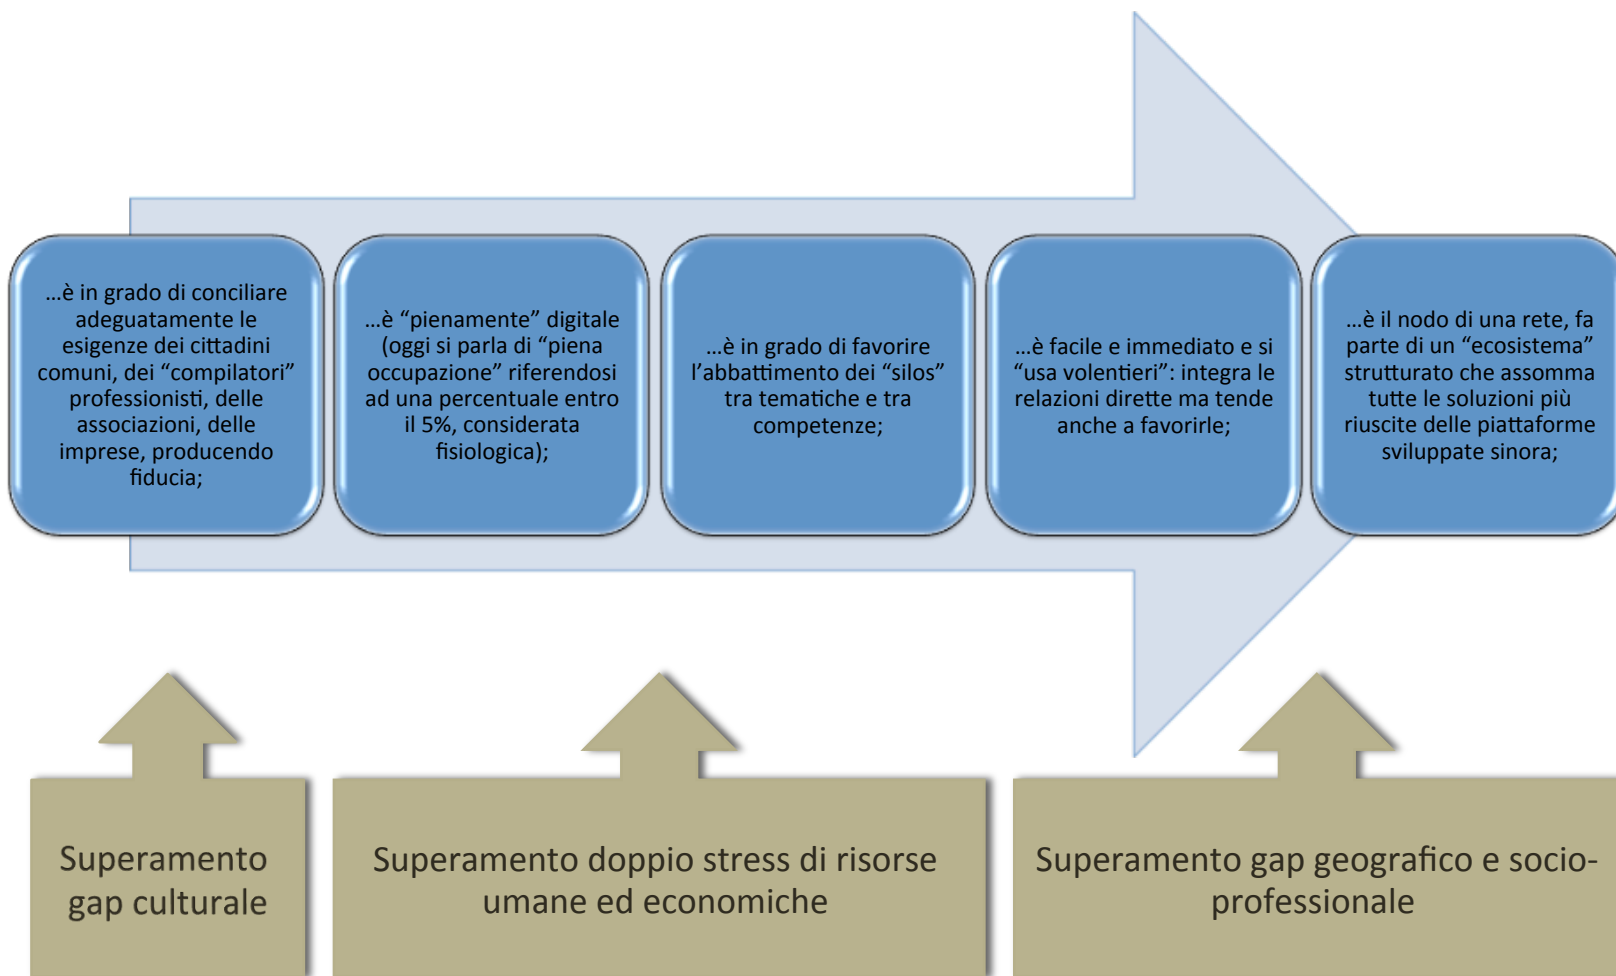 …è in grado di conciliare
adeguatamente le
esigenze dei cittadini
comuni, dei “compilatori”
professionisti, delle
associazioni, delle
imprese, producendo
fiducia;
…è “pienamente” digitale
(oggi si parla di “piena
occupazione” riferendosi
ad una percentuale entro
il 5%, considerata
fisiologica);
…è in grado di favorire
l’abbattimento dei “silos”
tra tematiche e tra
competenze;
…è facile e immediato e si
“usa volentieri”: integra le
relazioni dirette ma tende
anche a favorirle;
…è il nodo di una rete, fa
parte di un “ecosistema”
strutturato che assomma
tutte le soluzioni più
riuscite delle piattaforme
sviluppate sinora;
Superamento
gap culturale
Superamento doppio stress di risorse
umane ed economiche
Superamento gap geografico e socio-
professionale